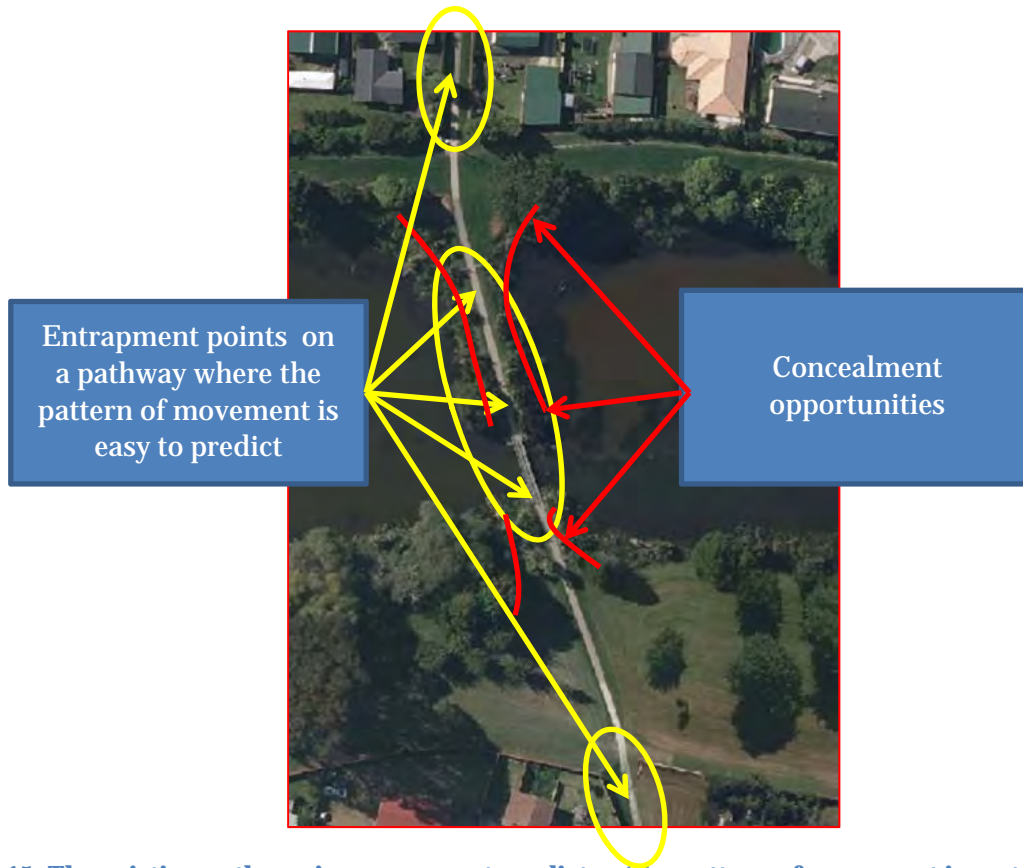 Entrapment points on
a pathway where the
pattern of movement is
easy to predict
Concealment
opportunities